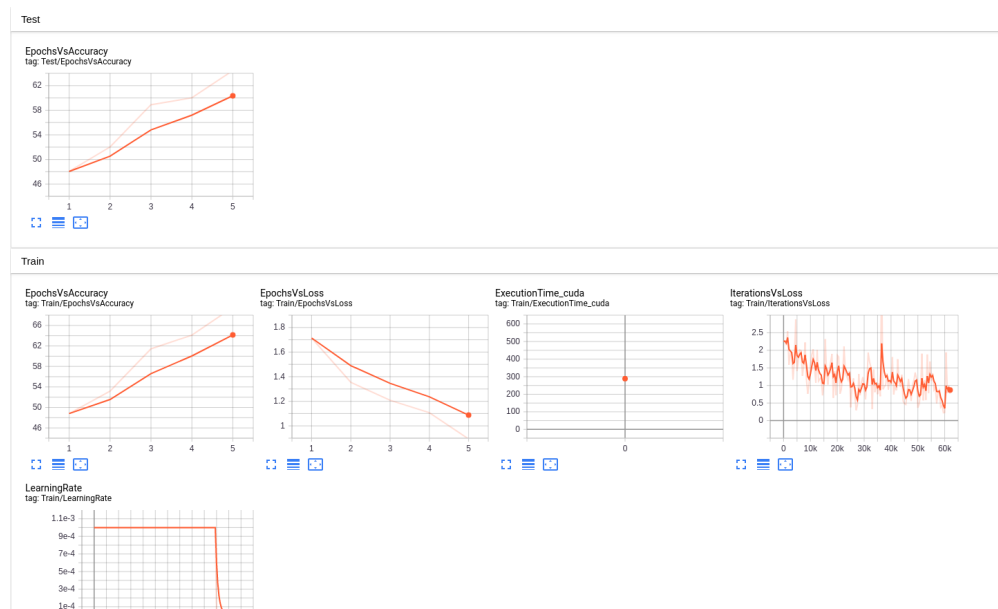 Test
EpochsVsAccuracy
tag: Test/EpochsVsAccuracy
62
58
54
50
46
1 2 3 4 5
Train
EpochsVsAccuracy
tag: Train/EpochsVsAccuracy
66
62
58
54
50
46
1 2 3 4 5
EpochsVsLoss
tag: Train/EpochsVsLoss
1.8
1.6
1.4
1.2
1
1 2 3 4 5
ExecutionTime_cuda
tag: Train/ExecutionTime_cuda
600
500
400
300
200
100
0
0
IterationsVsLoss
tag: Train/IterationsVsLoss
2.5
2
1.5
1
0.5
0
0 10k 20k 30k 40k 50k 60k
LearningRate
tag: Train/LearningRate
1.1e-3
9e-4
7e-4
5e-4
3e-4
1e-4